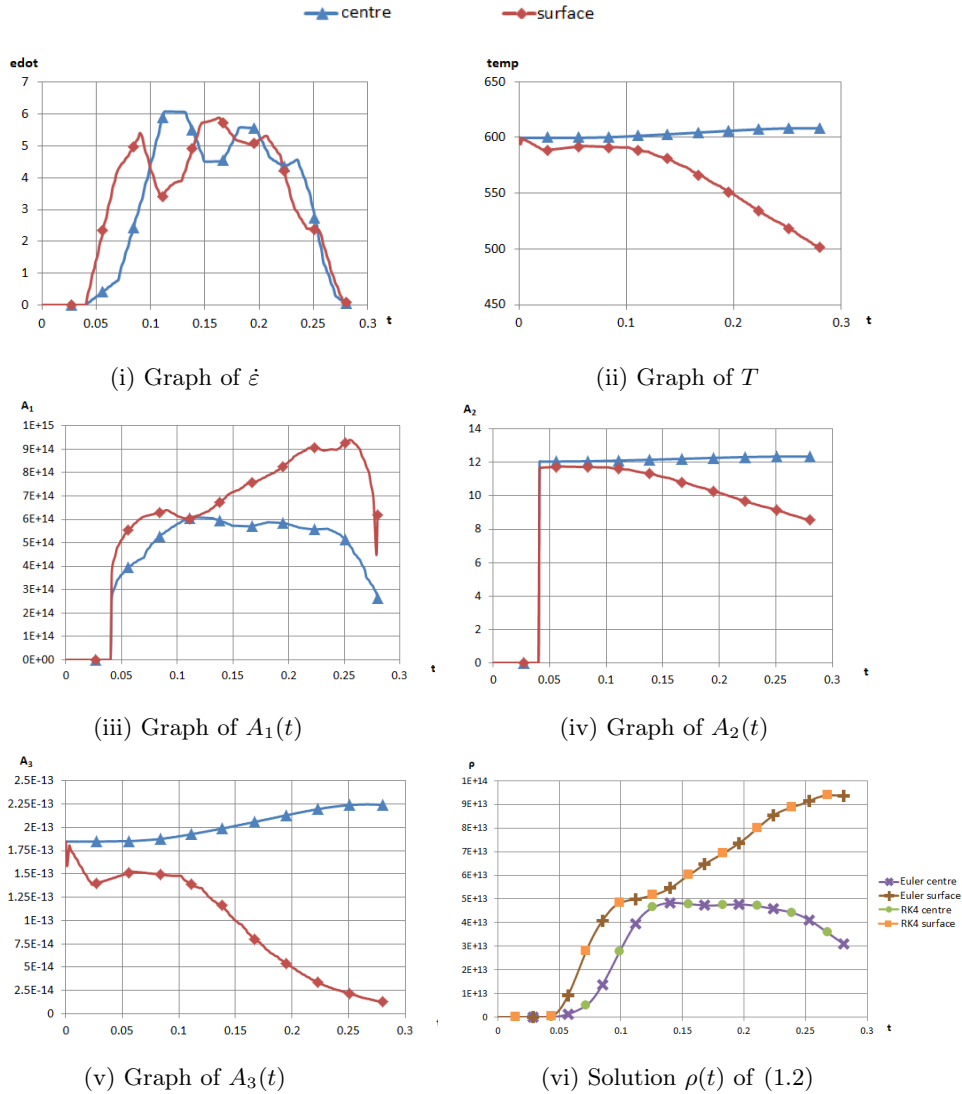 centre surface
edot temp
7 650
6
5 600
4
3 550
2 500
1
0 450
0 0.05 0.1 0.15 0.2 0.25 0.3 t 0 0.1 0.2 0.3 t
(i) Graph of ε̇ (ii) Graph of T
A₁ A₂
1E+15 14
9E+14 12
8E+14
7E+14 10
6E+14 8
5E+14
4E+14 6
3E+14 4
2E+14
1E+14 2
0E+00 0
0 0.05 0.1 0.15 0.2 0.25 0.3 t 0 0.05 0.1 0.15 0.2 0.25 0.3 t
(iii) Graph of A₁(t) (iv) Graph of A₂(t)
A₃ ρ
2.5E-13 1E+14
2.25E-13 9E+13
2E-13 8E+13
1.75E-13 7E+13
1.5E-13 6E+13
1.25E-13 5E+13
1E-13 4E+13
7.5E-14 3E+13
5E-14 2E+13
2.5E-14 1E+13
0 0
0 0.05 0.1 0.15 0.2 0.25 0.3 t 0 0.05 0.1 0.15 0.2 0.25 0.3 t
Euler centre
Euler surface
RK4 centre
RK4 surface
(v) Graph of A₃(t) (vi) Solution ρ(t) of (1.2)